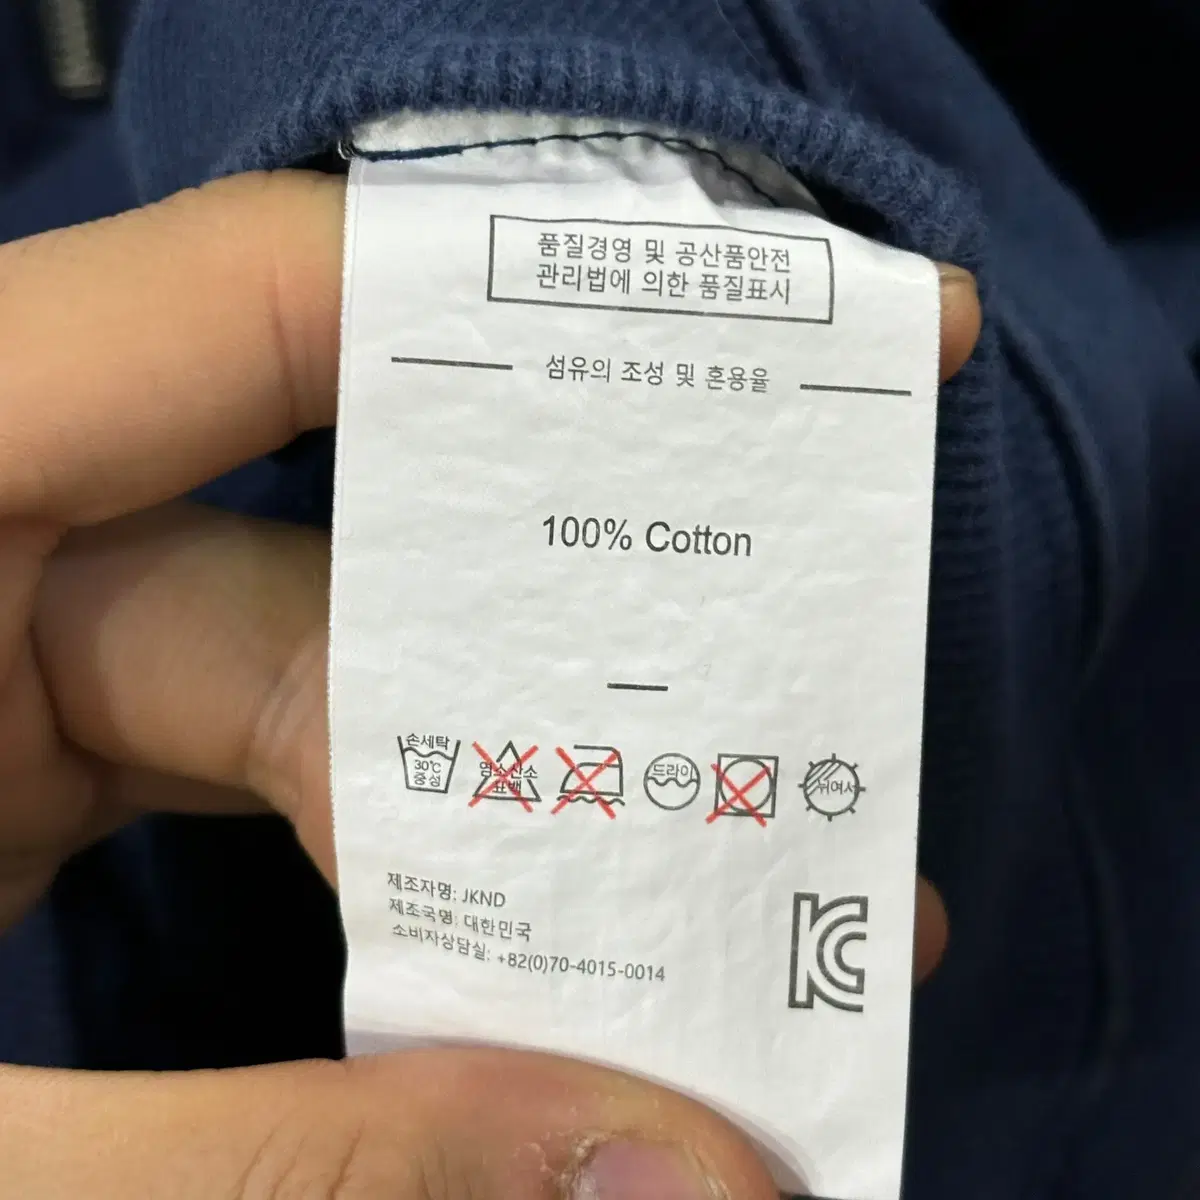 품질경영 및 공산품안전
관리법에 의한 품질표시
섬유의 조성 및 혼용율
100% Cotton
손세탁
30℃
중성
염소 산소
표백
드라이
뉘여서
제조자명: JKND
제조국명: 대한민국
소비자상담실: +82(0)70-4015-0014
KC